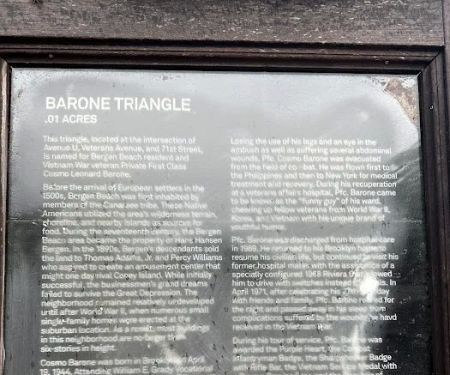 BARONE TRIANGLE
.01 ACRES
This triangle, located at the intersection of
Avenue U, Veterans Avenue, and 71st Street,
is named for Bergen Beach resident and
Vietnam War veteran Private First Class
Cosmo Leonard Barone.
Before the arrival of European settlers in the
1500s, Bergen Beach was first inhabited by
members of the Canarsee tribe. These Native
Americans utilized the area's wilderness terrain,
shoreline, and nearby islands as sources for
food. During the seventeenth century, the Bergen
Beach area became the property of Hans Hansen
Bergen. In the 1890s, Bergen's descendants sold
the land to Thomas Adams, Jr. and Percy Williams
who aspired to create an amusement center that
might one day rival Coney Island. While initially
successful, the businessmen's grand dreams
failed to survive the Great Depression. The
neighborhood remained relatively undeveloped
until after World War II, when numerous small
single-family homes were erected at the
suburban location. As a result, most buildings
in this neighborhood are no
six stories in height.
Cosmo Barone was born in Brooklyn on April
19, 1944. Attending William E. Grady Vocational
Losing the use of his legs and an eye in the
ambush as well as suffering several abdominal
wounds, Pfc. Cosmo Barone was evacuated
from the field of combat. He was flown first to
the Philippines and then to New York for medical
treatment and recovery. During his recuperation
at a veterans affairs hospital, Pfc. Barone came
to be known as the "funny guy" of his ward,
cheering up fellow veterans from World War II,
Korea, and Vietnam with his unique brand of
youthful humor.
Pfc. Barone was discharged from hospital care
in 1969. He returned to his Brooklyn home to
resume his civilian life, but continued to visit his
former hospital mates with the assistance of a
specially configured 1968 Riviera that allowed
him to drive with switches instead of pedals. In
April 1971, after celebrating his birthday
with friends and family, Pfc. Barone retired for
the night and passed away in his sleep from
complications suffered by the wounds he had
received in the Vietnam War.
During his tour of service, Pfc. Barone was
awarded the Purple Heart, the Combat
Infantryman Badge, the Sharpshooter Badge
with Rifle Bar, the Vietnam Service Medal with